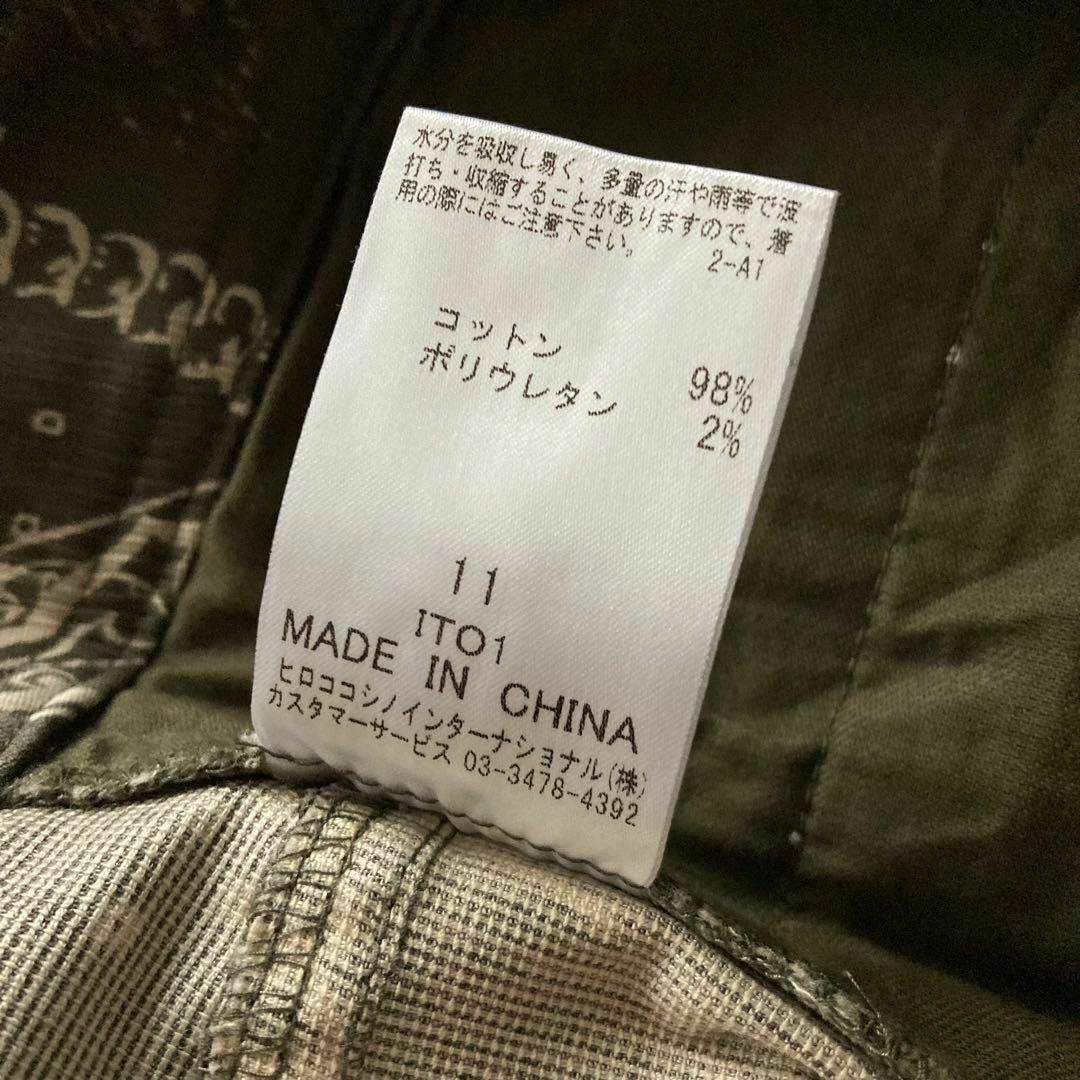 水分を吸収し易く、多量の汗や雨等で波
打ち・収縮することがありますので、着
用の際にはご注意下さい。
2-A1
コットン 98%
ポリウレタン 2%
11
ITO1
MADE IN CHINA
ヒロココシノインターナショナル(株)
カスタマーサービス 03-3478-4392